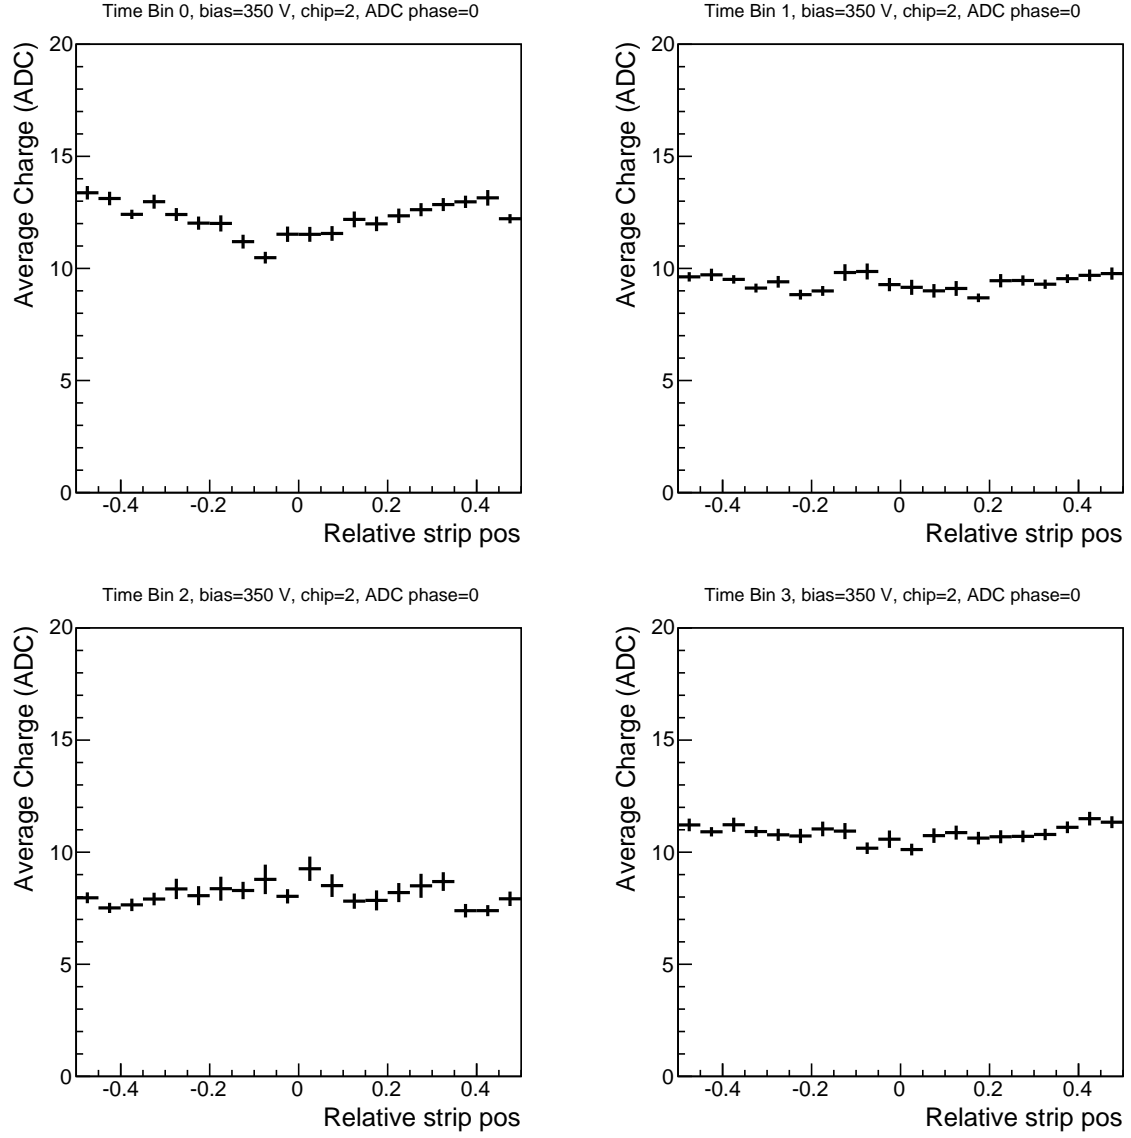 Time Bin 0, bias=350 V, chip=2, ADC phase=0
Average Charge (ADC)
20
15
10
5
0
-0.4 -0.2 0 0.2 0.4
Relative strip pos
Time Bin 1, bias=350 V, chip=2, ADC phase=0
Average Charge (ADC)
20
15
10
5
0
-0.4 -0.2 0 0.2 0.4
Relative strip pos
Time Bin 2, bias=350 V, chip=2, ADC phase=0
Average Charge (ADC)
20
15
10
5
0
-0.4 -0.2 0 0.2 0.4
Relative strip pos
Time Bin 3, bias=350 V, chip=2, ADC phase=0
Average Charge (ADC)
20
15
10
5
0
-0.4 -0.2 0 0.2 0.4
Relative strip pos